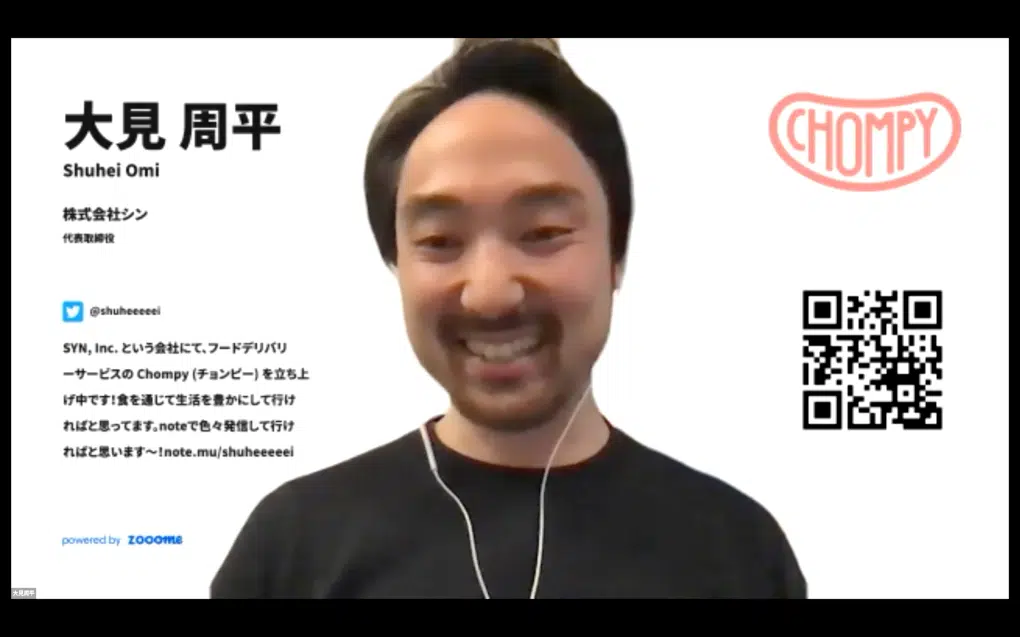 大見 周平
Shuhei Omi
株式会社シン
代表取締役
CHOMPY
@shuheeeeei
SYN, Inc. という会社にて、フードデリバリ
ーサービスの Chompy (チョンピー) を立ち上
げ中です！食を通じて生活を豊かにして行け
ればと思ってます。noteで色々発信して行け
ればと思います〜！note.mu/shuheeeeei
powered by zooome
大見周平